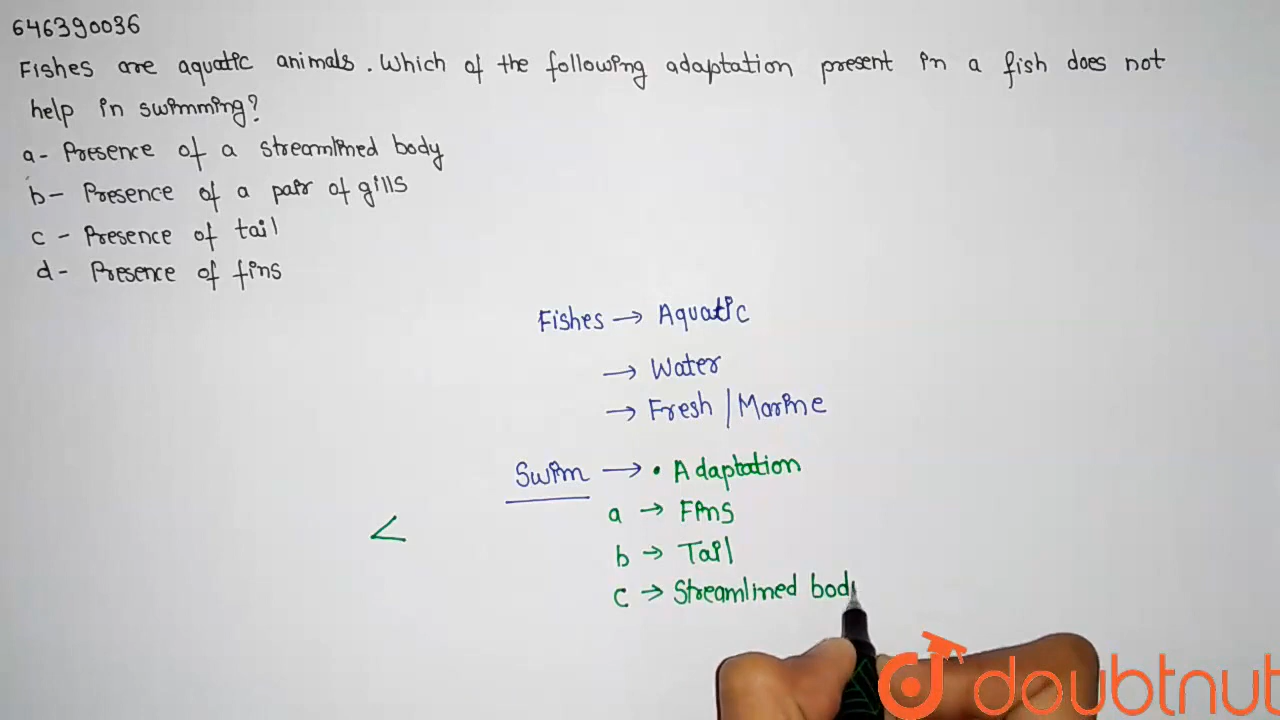 646390036
Fishes are aquatic animals. Which of the following adaptation present in a fish does not
help in swimming?
a- Presence of a streamlined body
b- Presence of a pair of gills
c - Presence of tail
d- Presence of fins
Fishes → Aquatic
→ Water
→ Fresh / Marine
Swim → • Adaptation
a → Fins
b → Tail
c → Streamlined body
doubtnut